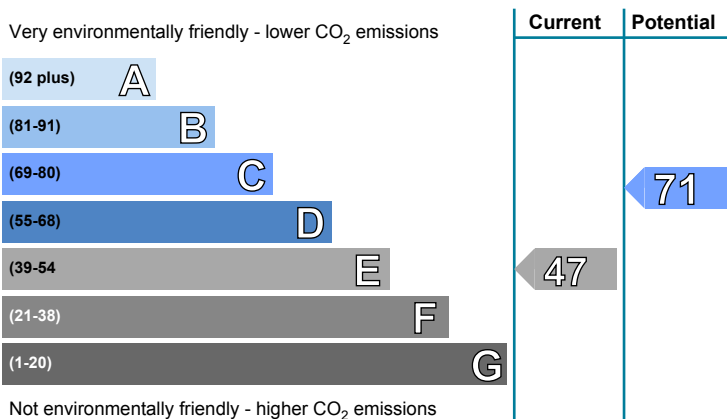 Very environmentally friendly - lower CO2 emissions
Current
Potential
(92 plus) A
(81-91) B
(69-80) C
71
(55-68) D
(39-54 E
47
(21-38) F
(1-20) G
Not environmentally friendly - higher CO2 emissions